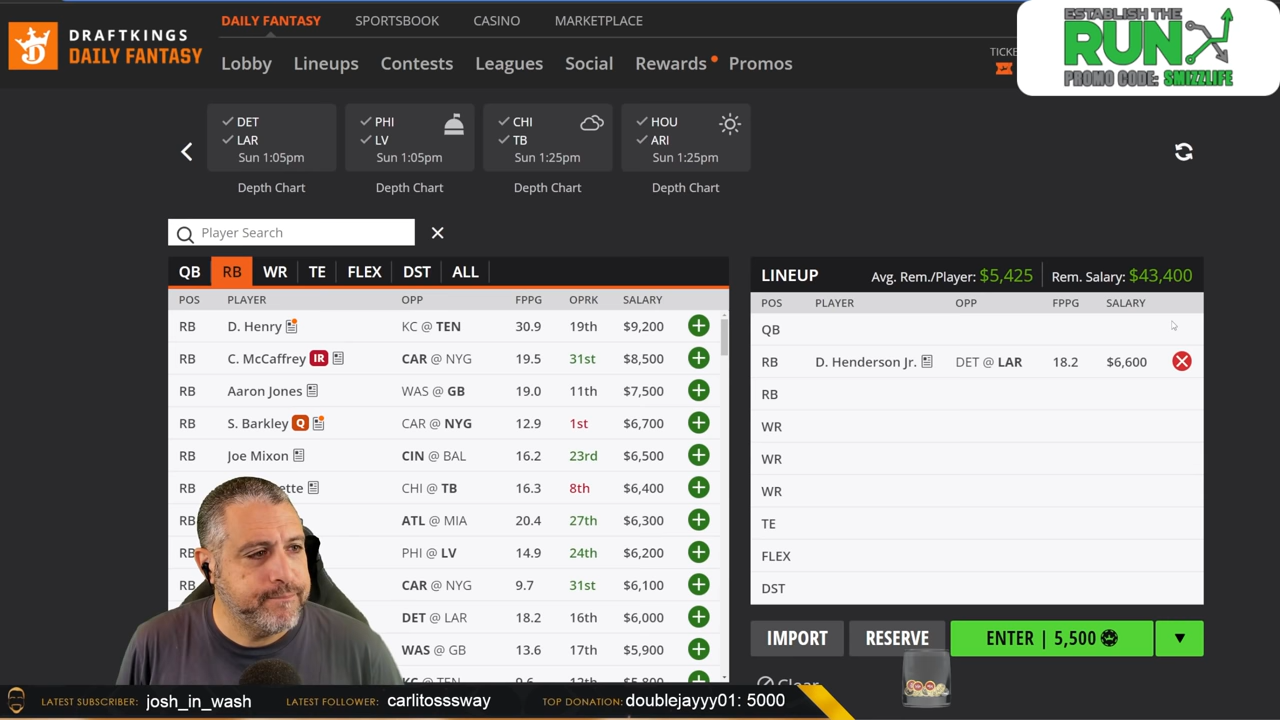 DRAFTKINGS
DAILY FANTASY
DAILY FANTASY SPORTSBOOK CASINO MARKETPLACE
Lobby Lineups Contests Leagues Social Rewards Promos
ESTABLISH THE
RUN
PROMO CODE: SMIZZLIFE
DET
LAR
Sun 1:05pm
Depth Chart
PHI
LV
Sun 1:05pm
Depth Chart
CHI
TB
Sun 1:25pm
Depth Chart
HOU
ARI
Sun 1:25pm
Depth Chart
Player Search
QB RB WR TE FLEX DST ALL
POS PLAYER OPP FPPG OPRK SALARY
RB D. Henry KC @ TEN 30.9 19th $9,200
RB C. McCaffrey IR CAR @ NYG 19.5 31st $8,500
RB Aaron Jones WAS @ GB 19.0 11th $7,500
RB S. Barkley Q CAR @ NYG 12.9 1st $6,700
RB Joe Mixon CIN @ BAL 16.2 23rd $6,500
RB CHI @ TB 16.3 8th $6,400
RB ATL @ MIA 20.4 27th $6,300
RB PHI @ LV 14.9 24th $6,200
CAR @ NYG 9.7 31st $6,100
DET @ LAR 18.2 16th $6,000
WAS @ GB 13.6 17th $5,900
LINEUP Avg. Rem./Player: $5,425 Rem. Salary: $43,400
POS PLAYER OPP FPPG SALARY
QB
RB D. Henderson Jr. DET @ LAR 18.2 $6,600
RB
WR
WR
WR
TE
FLEX
DST
IMPORT RESERVE ENTER | 5,500
Clear
LATEST SUBSCRIBER: josh_in_wash LATEST FOLLOWER: carlitosssway TOP DONATION: doublejayyy01: 5000